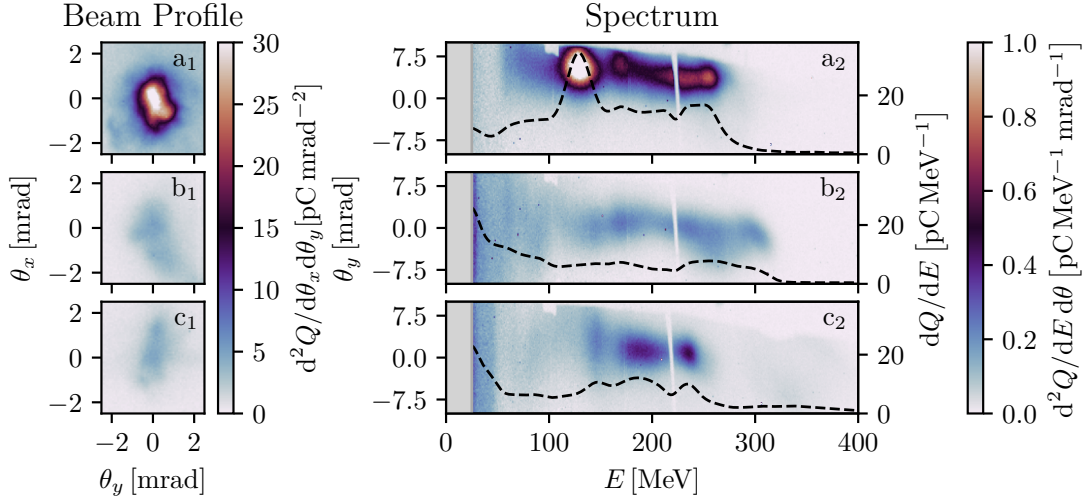 Beam Profile
Spectrum
2
0
−2
a₁
30
25
20
15
10
5
0
7.5
0.0
−7.5
a₂
20
0
1.0
0.8
0.6
0.4
0.2
0.0
2
0
−2
b₁
7.5
0.0
−7.5
b₂
20
0
2
0
−2
c₁
7.5
0.0
−7.5
c₂
20
0
θₓ [mrad]
d²Q/dθₓ dθ_y [pC mrad⁻²]
θ_y [mrad]
dQ/dE [pC MeV⁻¹]
d²Q/dE dθ [pC MeV⁻¹ mrad⁻¹]
−2 0 2
0 100 200 300 400
θ_y [mrad]
E [MeV]